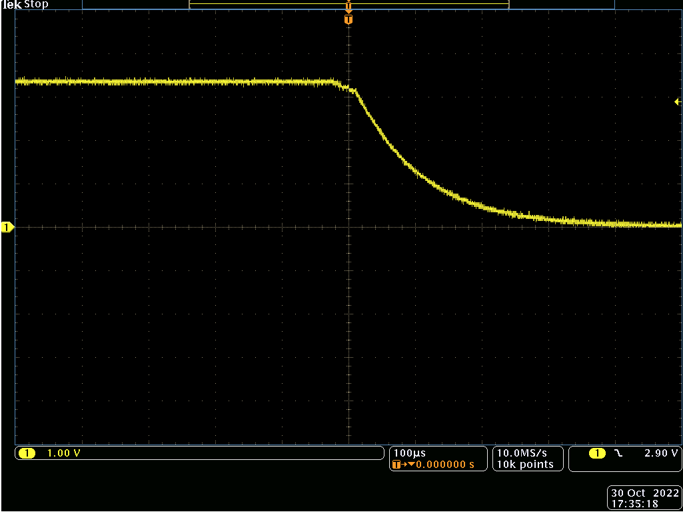 Tek Stop
T
T
1
1 1.00 V
100µs
T→▼0.000000 s
10.0MS/s
10k points
1 2.90 V
30 Oct 2022
17:35:18